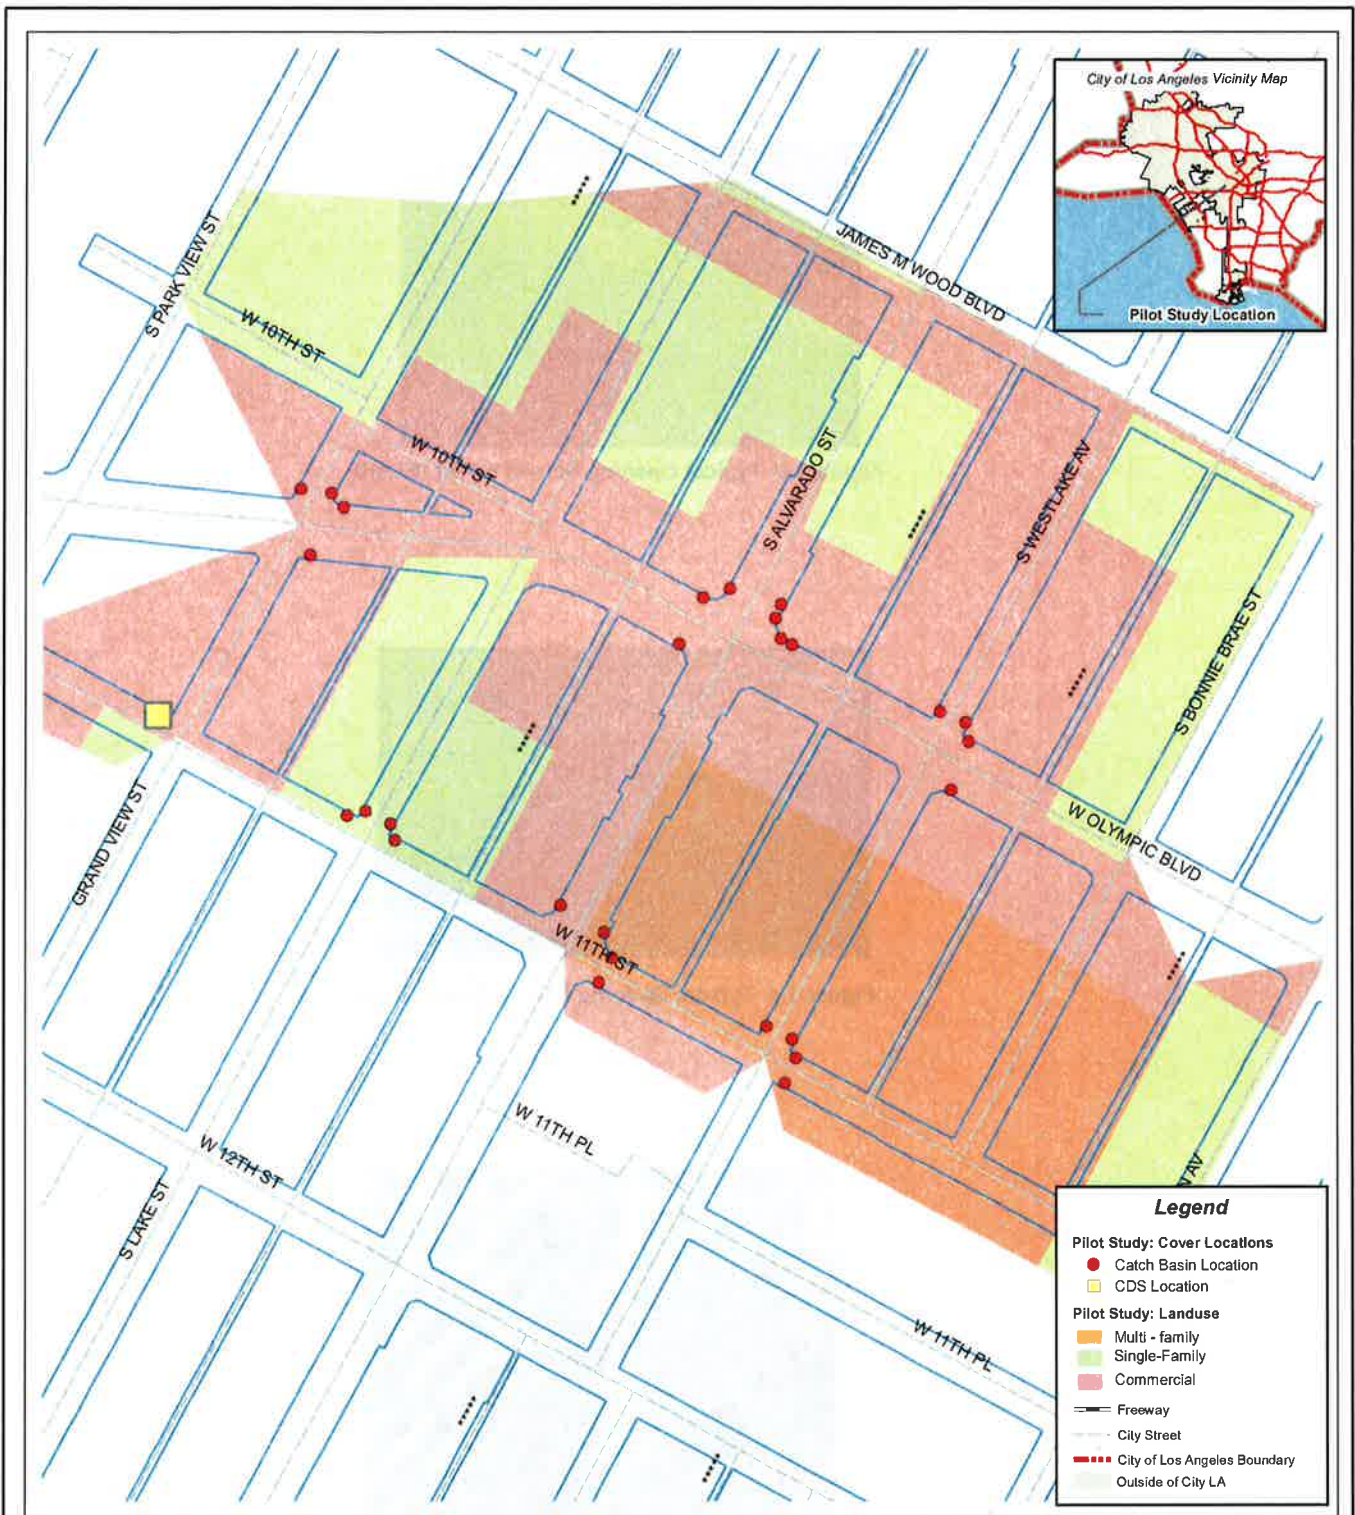 City of Los Angeles Vicinity Map
Pilot Study Location
JAMES M WOOD BLVD
S PARK VIEW ST
W 10TH ST
W 10TH ST
S ALVARADO ST
S WESTLAKE AV
S BONNIE BRAE ST
W OLYMPIC BLVD
GRAND VIEW ST
W 11TH ST
W 11TH PL
W 12TH ST
S LAKE ST
N AV
W 11TH PL
Legend
Pilot Study: Cover Locations
Catch Basin Location
CDS Location
Pilot Study: Landuse
Multi - family
Single-Family
Commercial
Freeway
City Street
City of Los Angeles Boundary
Outside of City LA